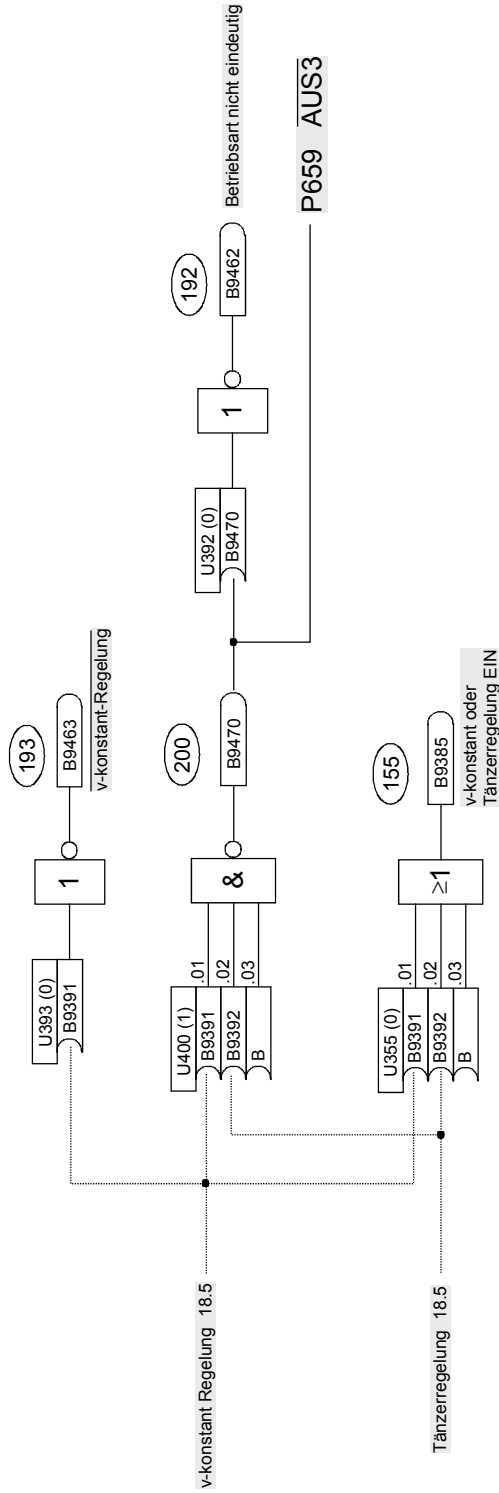 v-konstant Regelung 18.5
Tänzerregelung 18.5
U393 (0)
B9391
1
193
B9463
v-konstant-Regelung
U400 (1)
B9391 .01
B9392 .02
B .03
&
200
B9470
U392 (0)
B9470
1
192
B9462
Betriebsart nicht eindeutig
P659 AUS3
U355 (0)
B9391 .01
B9392 .02
B .03
≥1
155
B9385
v-konstant oder
Tänzerregelung EIN